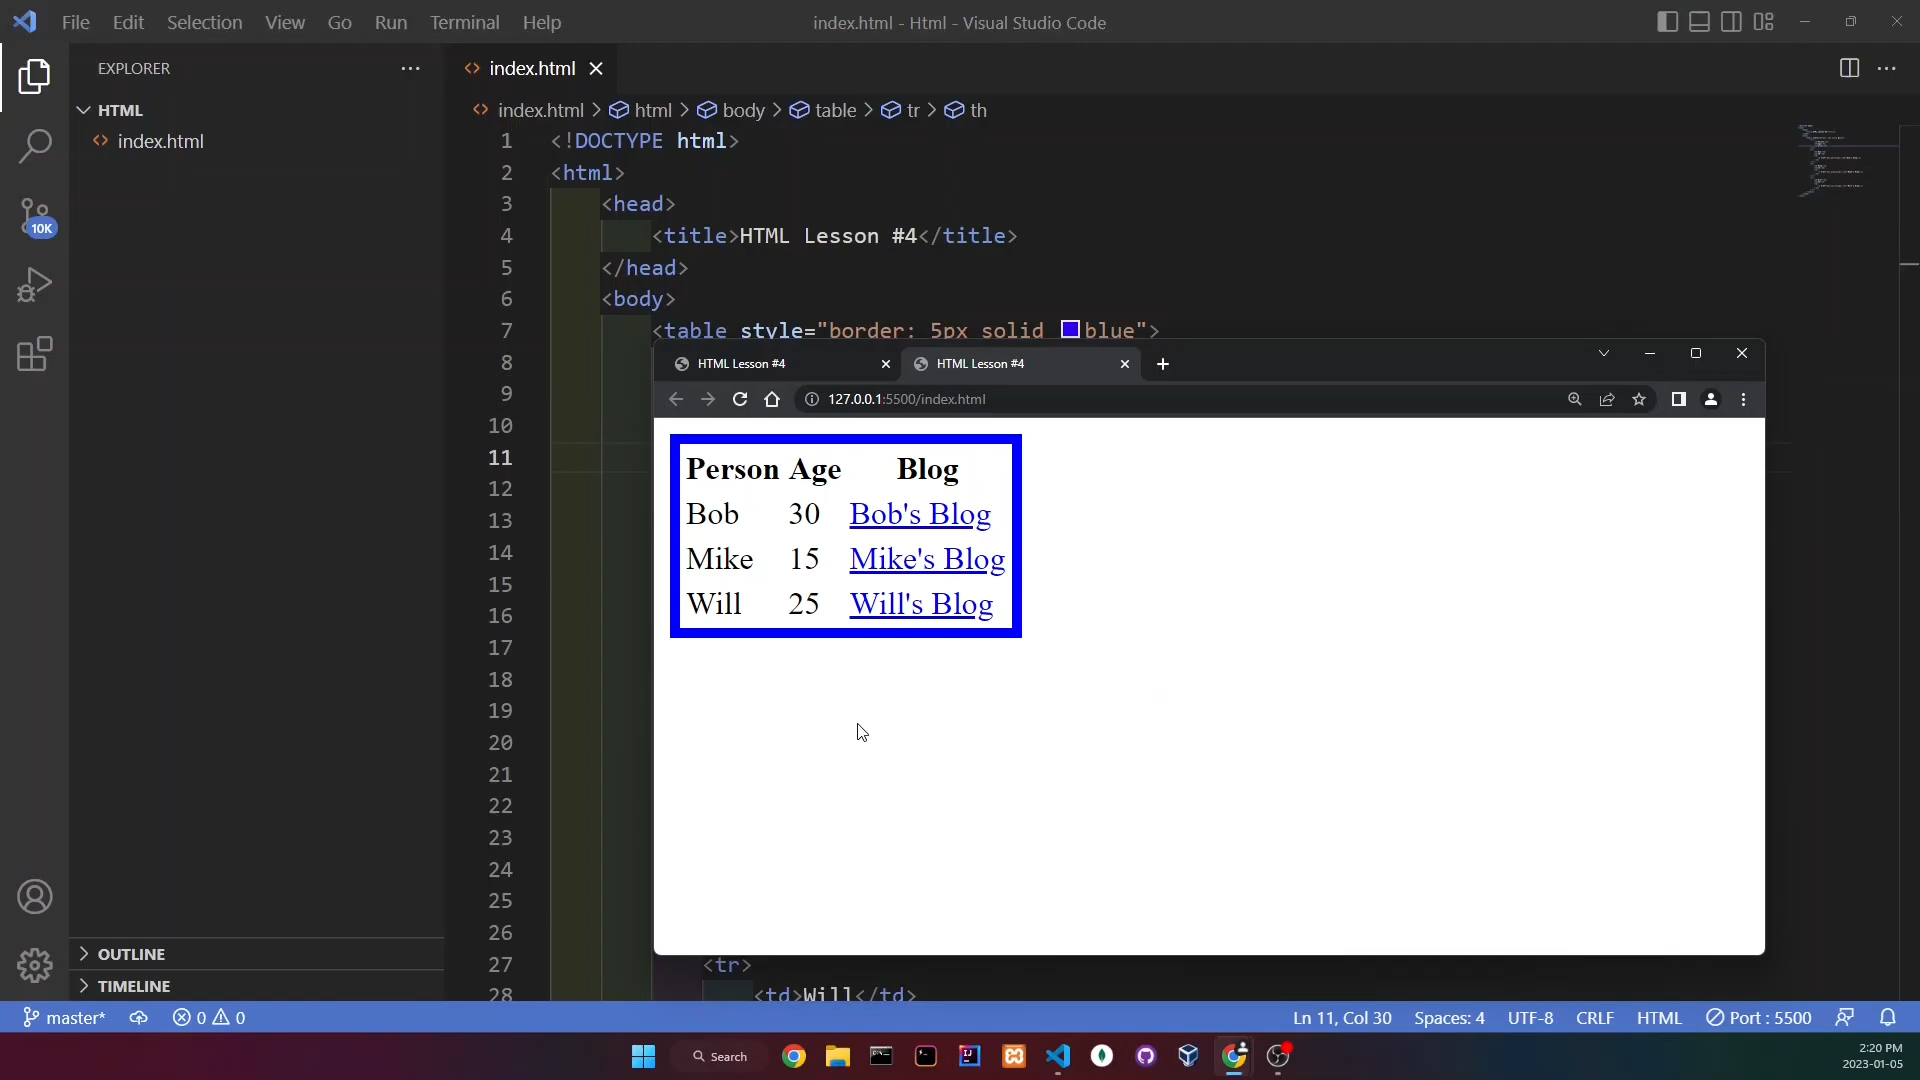 File Edit Selection View Go Run Terminal Help
index.html - Html - Visual Studio Code
EXPLORER
HTML
index.html
10K
OUTLINE
TIMELINE
index.html
index.html > html > body > table > tr > th
1 <!DOCTYPE html>
2 <html>
3 <head>
4 <title>HTML Lesson #4</title>
5 </head>
6 <body>
7 <table style="border: 5px solid blue">
8
9
10
11
12
13
14
15
16
17
18
19
20
21
22
23
24
25
26
27 <tr>
28 <td>Will</td>
HTML Lesson #4
HTML Lesson #4
127.0.0.1:5500/index.html
Person Age Blog
Bob 30 Bob's Blog
Mike 15 Mike's Blog
Will 25 Will's Blog
master* 0 0
Ln 11, Col 30 Spaces: 4 UTF-8 CRLF HTML Port : 5500
Search
2:20 PM
2023-01-05